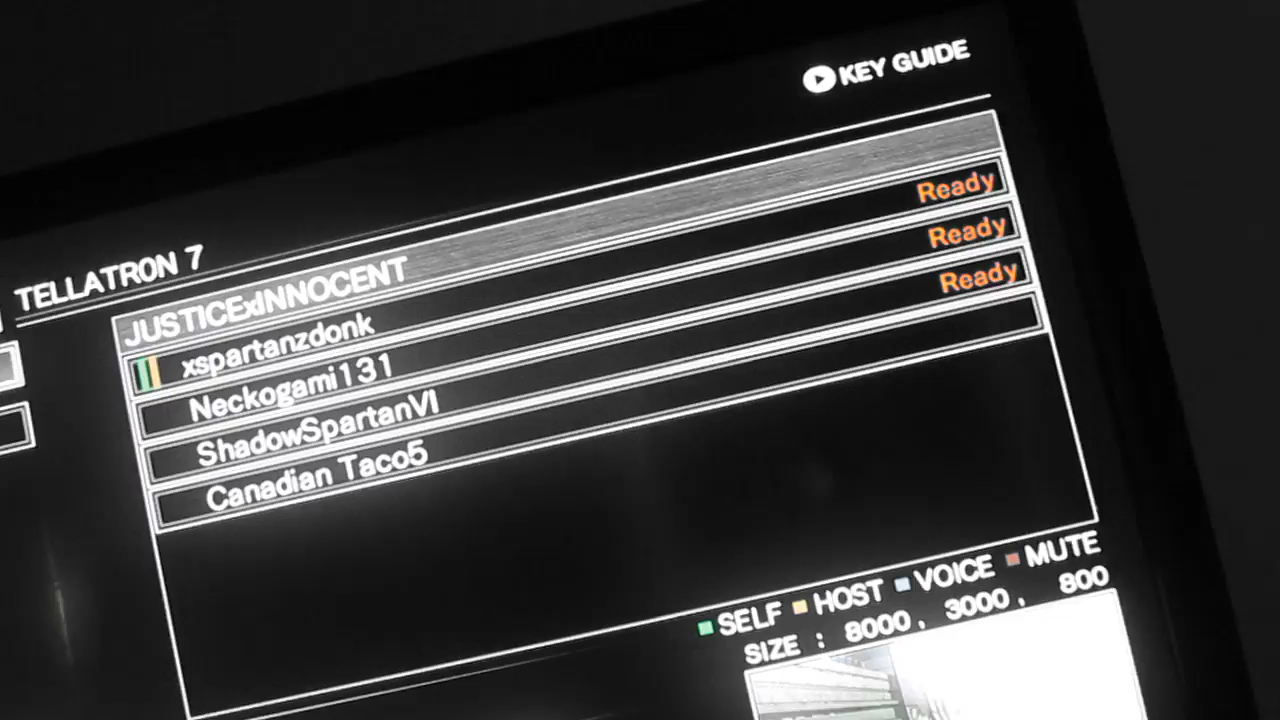 KEY GUIDE
TELLATRON 7
JUSTICExINNOCENT
xspartanzdonk Ready
Neckogami131 Ready
ShadowSpartanVI Ready
Canadian Taco5
SELF HOST VOICE MUTE
SIZE : 8000, 3000, 800